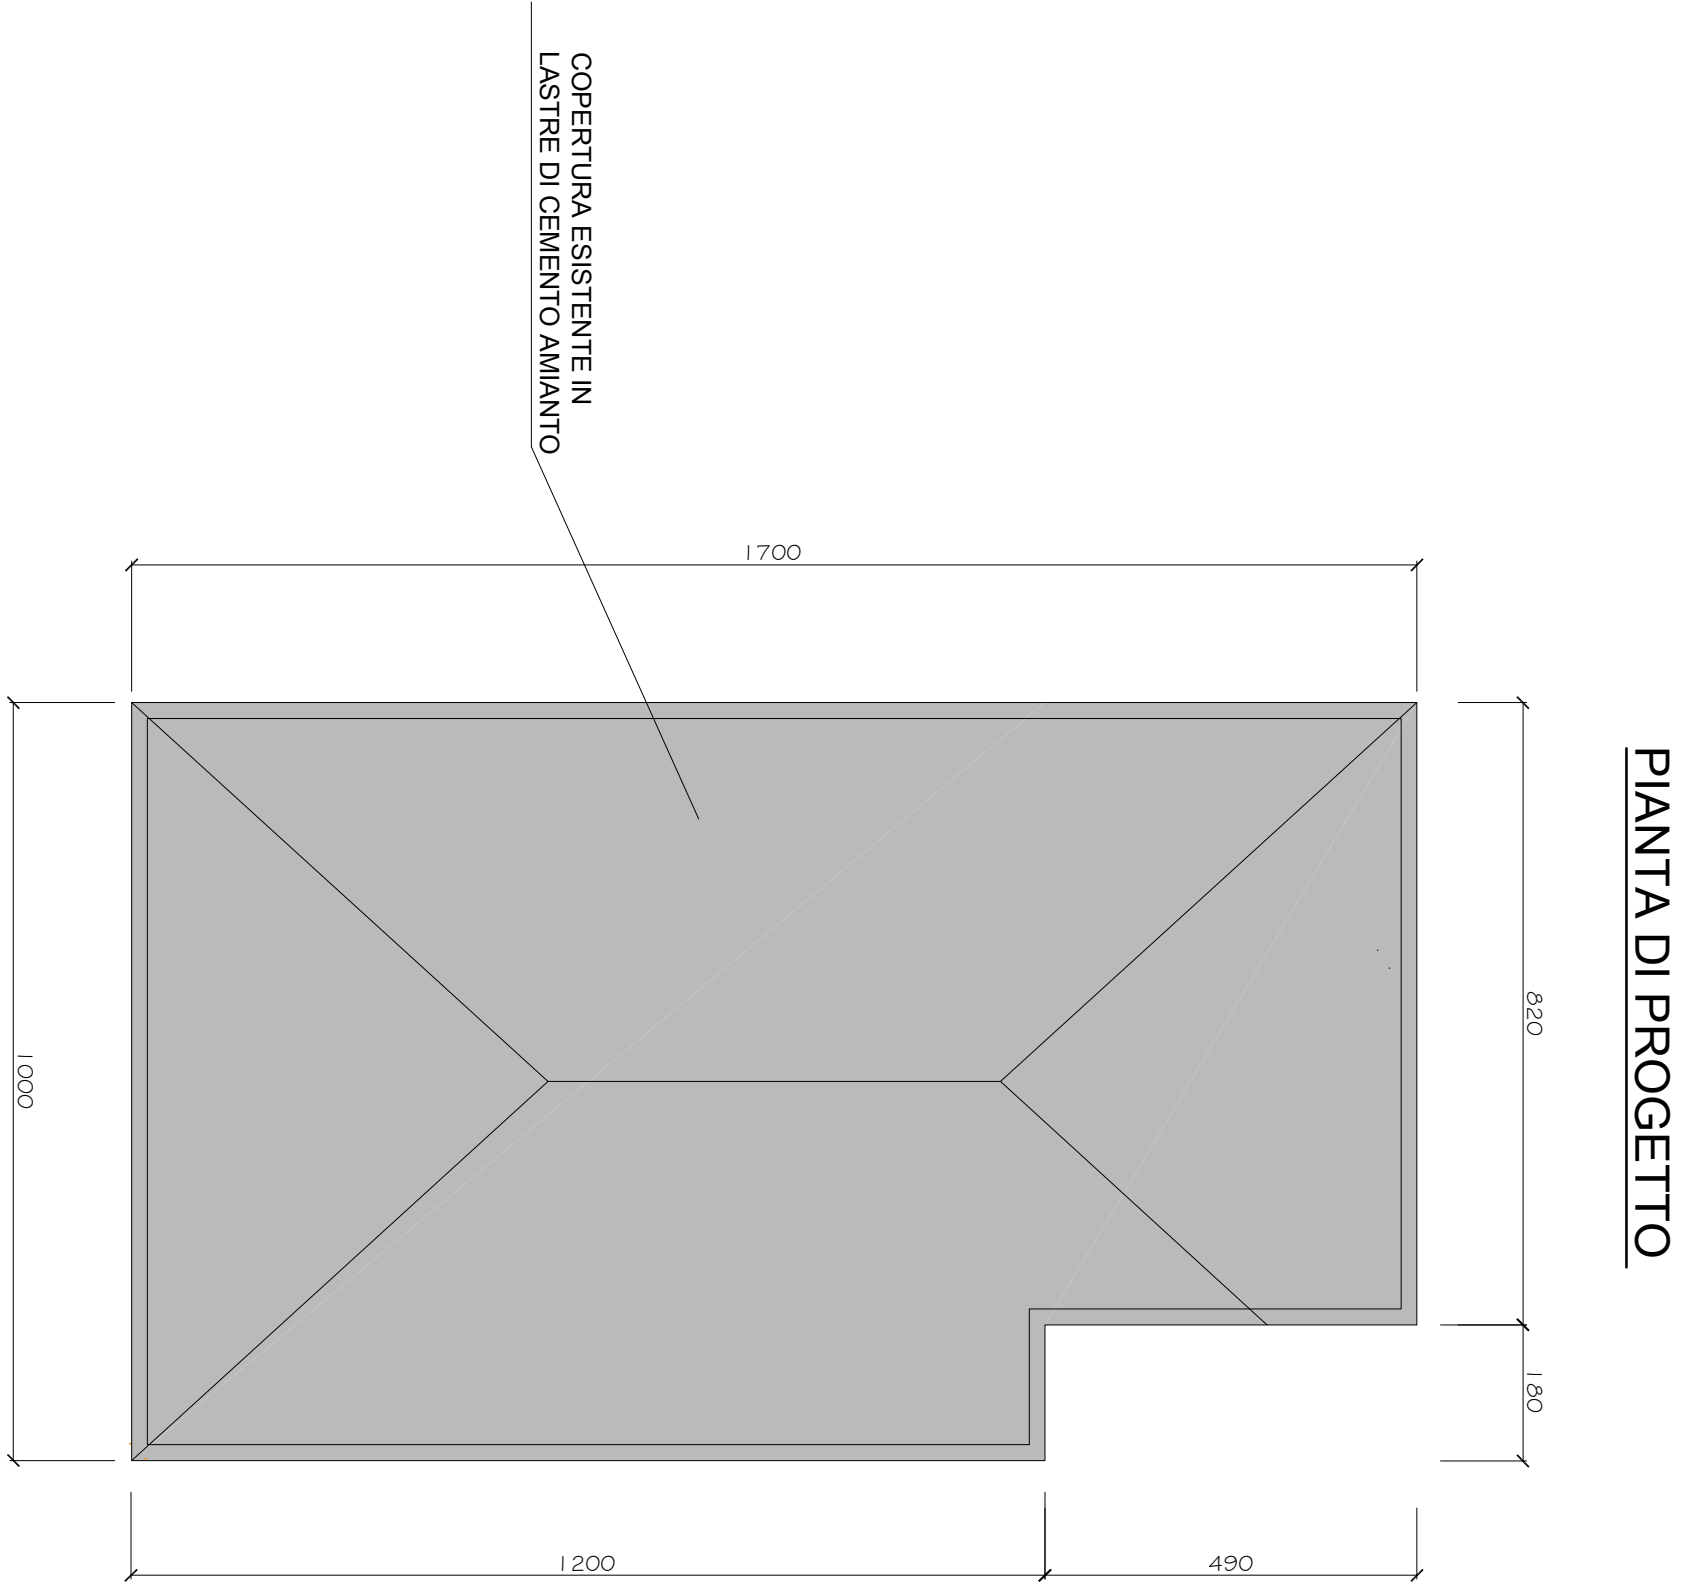 PIANTA DI PROGETTO
COPERTURA ESISTENTE IN
LASTRE DI CEMENTO AMIANTO
1700
820
180
1000
1200
490